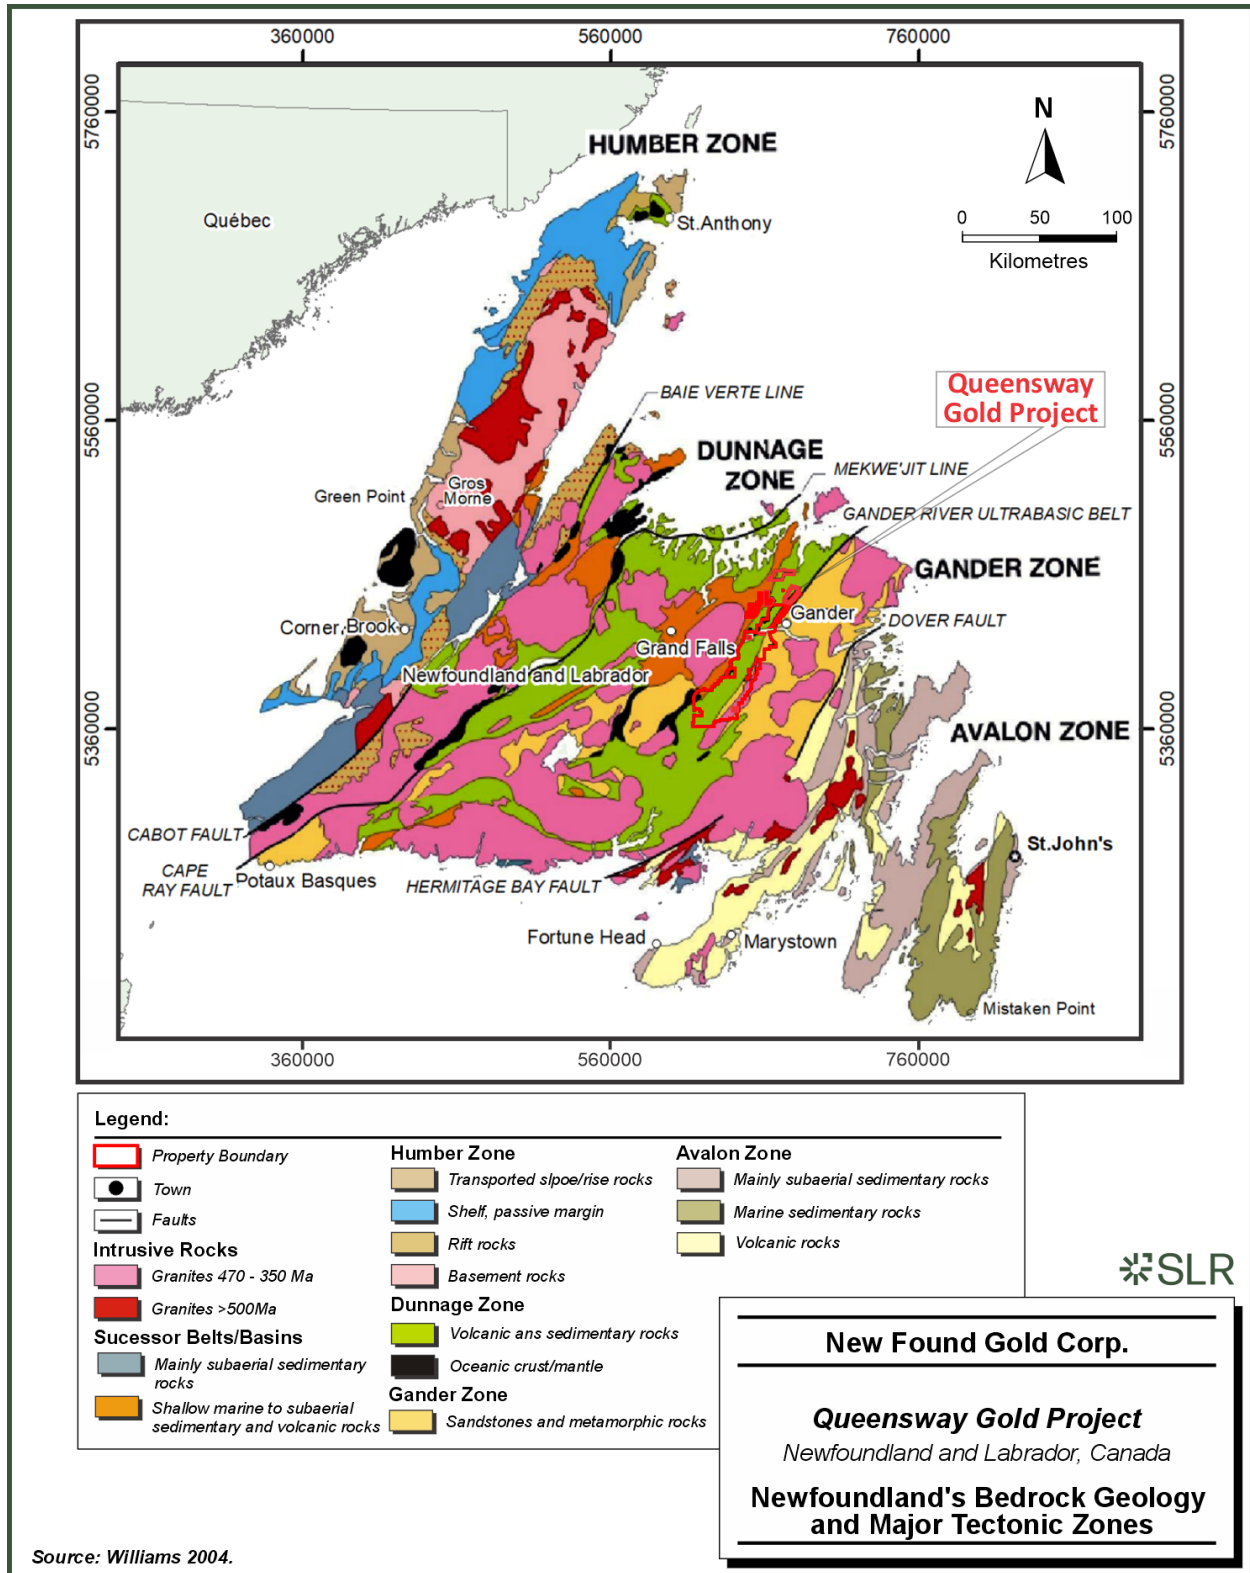 360000
560000
760000
5760000
5760000
N
HUMBER ZONE
0 50 100
Kilometres
Québec
St.Anthony
Queensway
Gold Project
BAIE VERTE LINE
5560000
5560000
DUNNAGE
ZONE
MEKWE'JIT LINE
Green Point
Gros
Morne
GANDER RIVER ULTRABASIC BELT
GANDER ZONE
Corner Brook
Gander
DOVER FAULT
Grand Falls
Newfoundland and Labrador
5360000
5360000
AVALON ZONE
CABOT FAULT
St.John's
CAPE
RAY FAULT
Potaux Basques
HERMITAGE BAY FAULT
Fortune Head
Marystown
Mistaken Point
360000
560000
760000
Legend:
Property Boundary
Town
Faults
Intrusive Rocks
Granites 470 - 350 Ma
Granites >500Ma
Sucessor Belts/Basins
Mainly subaerial sedimentary
rocks
Shallow marine to subaerial
sedimentary and volcanic rocks
Humber Zone
Transported slpoe/rise rocks
Shelf, passive margin
Rift rocks
Basement rocks
Dunnage Zone
Volcanic ans sedimentary rocks
Oceanic crust/mantle
Gander Zone
Sandstones and metamorphic rocks
Avalon Zone
Mainly subaerial sedimentary rocks
Marine sedimentary rocks
Volcanic rocks
SLR
New Found Gold Corp.
Queensway Gold Project
Newfoundland and Labrador, Canada
Newfoundland's Bedrock Geology
and Major Tectonic Zones
Source: Williams 2004.